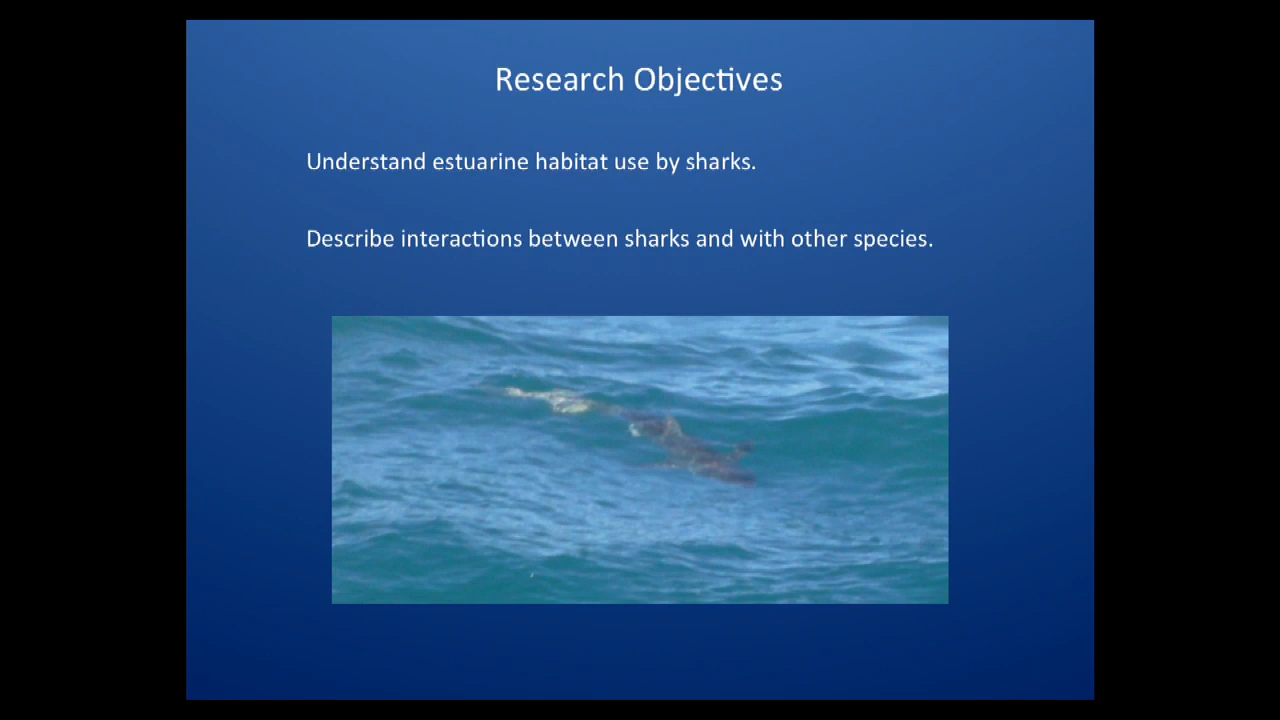 Research Objectives
Understand estuarine habitat use by sharks.
Describe interactions between sharks and with other species.